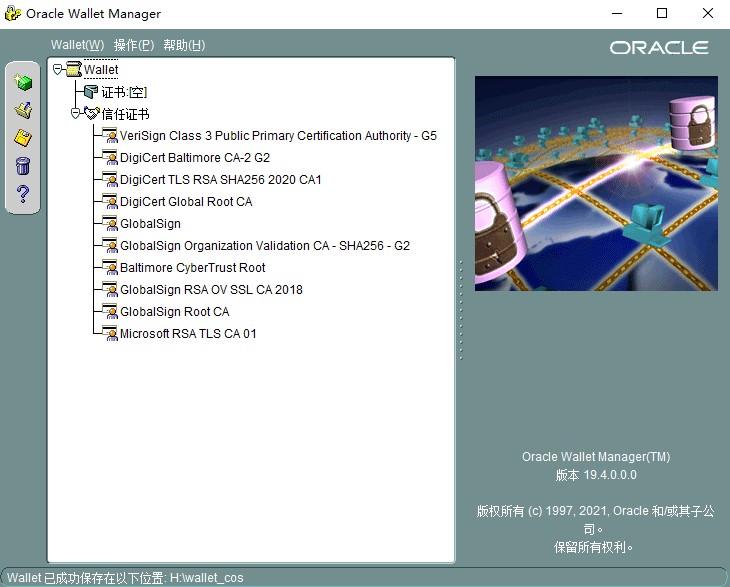 Oracle Wallet Manager
Wallet(W) 操作(P) 帮助(H)
ORACLE
Wallet
证书:[空]
信任证书
VeriSign Class 3 Public Primary Certification Authority - G5
DigiCert Baltimore CA-2 G2
DigiCert TLS RSA SHA256 2020 CA1
DigiCert Global Root CA
GlobalSign
GlobalSign Organization Validation CA - SHA256 - G2
Baltimore CyberTrust Root
GlobalSign RSA OV SSL CA 2018
GlobalSign Root CA
Microsoft RSA TLS CA 01
Oracle Wallet Manager(TM)
版本 19.4.0.0.0
版权所有 (c) 1997, 2021, Oracle 和/或其子公
司。
保留所有权利。
Wallet 已成功保存在以下位置: H:\wallet_cos